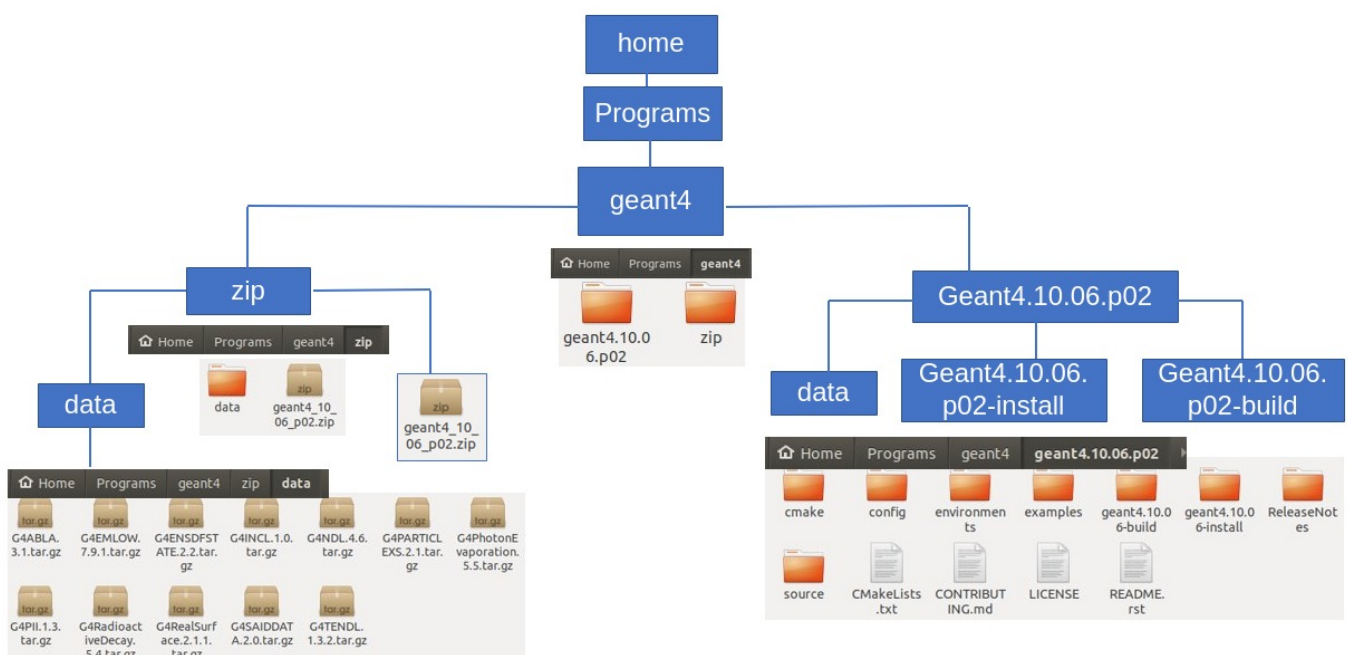 home
Programs
geant4
Home Programs geant4
geant4.10.0
6.p02
zip
zip
Home Programs geant4 zip
data
geant4_10_
06_p02.zip
zip
geant4_10_
06_p02.zip
zip
data
Home Programs geant4 zip data
tar.gz tar.gz tar.gz tar.gz tar.gz tar.gz tar.gz
G4ABLA.
3.1.tar.gz
G4EMLOW.
7.9.1.tar.gz
G4ENSDFST
ATE.2.2.tar.
gz
G4INCL.1.0.
tar.gz
G4NDL.4.6.
tar.gz
G4PARTICL
EXS.2.1.tar.
gz
G4PhotonE
vaporation.
5.5.tar.gz
tar.gz tar.gz tar.gz tar.gz tar.gz
G4PII.1.3.
tar.gz
G4Radioact
iveDecay.
5.4.tar.gz
G4RealSurf
ace.2.1.1.
tar.gz
G4SAIDDAT
A.2.0.tar.gz
G4TENDL.
1.3.2.tar.gz
Geant4.10.06.p02
data
Geant4.10.06.
p02-install
Geant4.10.06.
p02-build
Home Programs geant4 geant4.10.06.p02
cmake
config
environmen
ts
examples
geant4.10.0
6-build
geant4.10.0
6-install
ReleaseNot
es
source
CMakeLists
.txt
CONTRIBUT
ING.md
LICENSE
README.
rst